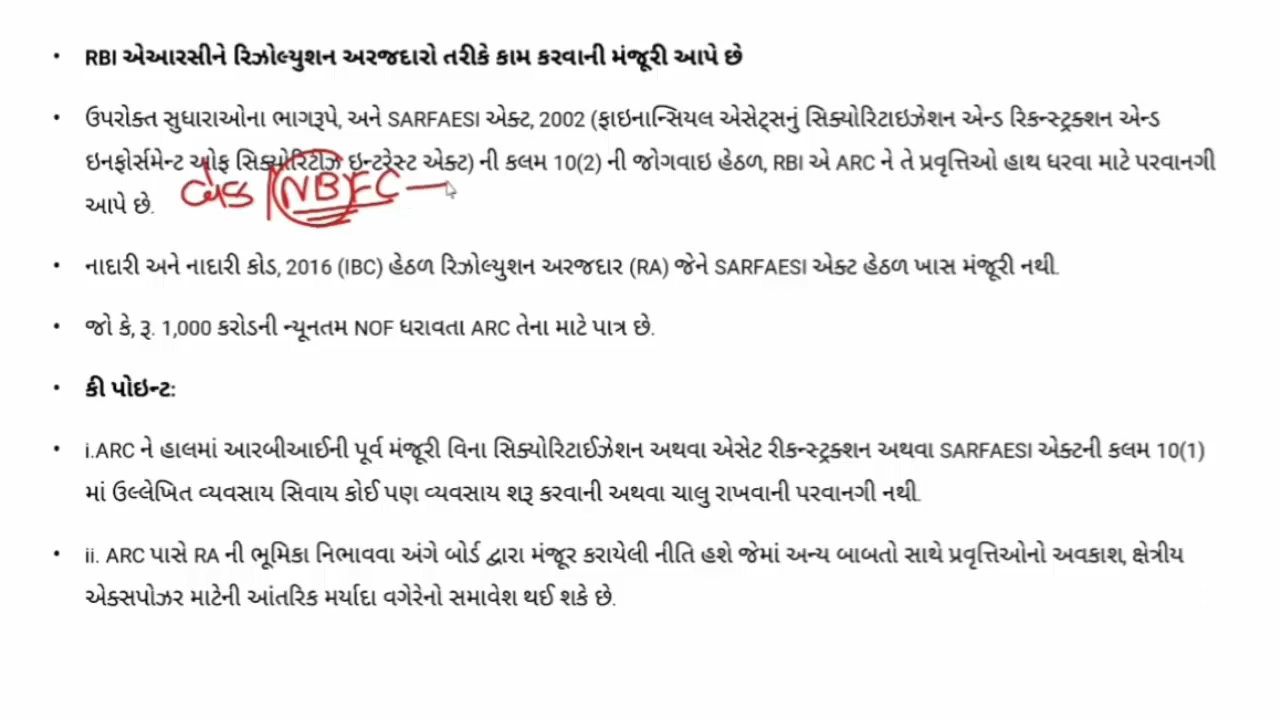 • RBI એઆરસીને રિઝોલ્યુશન અરજદારો તરીકે કામ કરવાની મંજૂરી આપે છે
• ઉપરોક્ત સુધારાઓના ભાગરૂપે, અને SARFAESI એક્ટ, 2002 (ફાઇનાન્સિયલ એસેટ્સનું સિક્યોરિટાઇઝેશન એન્ડ રિકન્સ્ટ્રક્શન એન્ડ
ઇનફોર્સમેન્ટ ઓફ સિક્યોરિટીઝ ઇન્ટરેસ્ટ એક્ટ) ની કલમ 10(2) ની જોગવાઇ હેઠળ, RBI એ ARC ને તે પ્રવૃત્તિઓ હાથ ધરવા માટે પરવાનગી
બેંક | NBFC —
આપે છે.
• નાદારી અને નાદારી કોડ, 2016 (IBC) હેઠળ રિઝોલ્યુશન અરજદાર (RA) જેને SARFAESI એક્ટ હેઠળ ખાસ મંજૂરી નથી.
• જો કે, રૂ. 1,000 કરોડની ન્યૂનતમ NOF ધરાવતા ARC તેના માટે પાત્ર છે.
• કી પોઇન્ટ:
• i.ARC ને હાલમાં આરબીઆઈની પૂર્વ મંજૂરી વિના સિક્યોરિટાઈઝેશન અથવા એસેટ રીકન્સ્ટ્રક્શન અથવા SARFAESI એક્ટની કલમ 10(1)
માં ઉલ્લેખિત વ્યવસાય સિવાય કોઈ પણ વ્યવસાય શરૂ કરવાની અથવા ચાલુ રાખવાની પરવાનગી નથી.
• ii. ARC પાસે RA ની ભૂમિકા નિભાવવા અંગે બોર્ડ દ્વારા મંજૂર કરાયેલી નીતિ હશે જેમાં અન્ય બાબતો સાથે પ્રવૃત્તિઓનો અવકાશ, ક્ષેત્રીય
એક્સપોઝર માટેની આંતરિક મર્યાદા વગેરેનો સમાવેશ થઈ શકે છે.